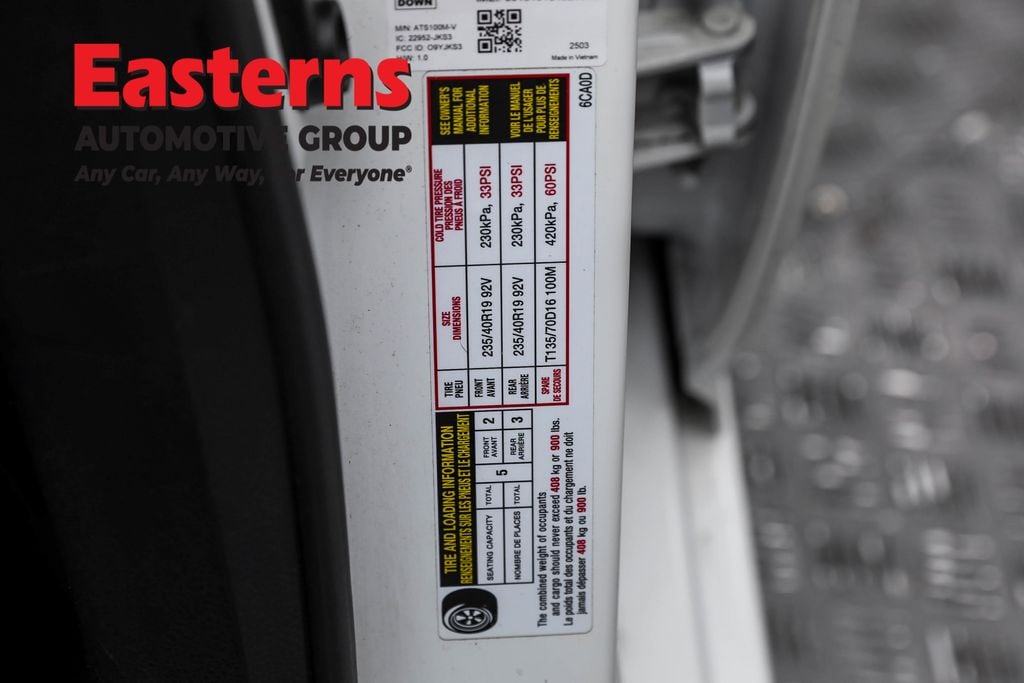 Easterns
AUTOMOTIVE GROUP
Any Car, Any Way, For Everyone®
DOWN
M/N: ATS100M-V
IC: 22952-JKS3
FCC ID: O9YJKS3
H/W: 1.0
2503
Made in Vietnam
TIRE AND LOADING INFORMATION
RENSEIGNEMENTS SUR LES PNEUS ET LE CHARGEMENT
SEATING CAPACITY TOTAL 5 FRONT AVANT 2
NOMBRE DE PLACES TOTAL REAR ARRIÈRE 3
The combined weight of occupants
and cargo should never exceed 408 kg or 900 lbs.
Le poids total des occupants et du chargement ne doit
jamais dépasser 408 kg ou 900 lb.
TIRE
PNEU
SIZE
DIMENSIONS
COLD TIRE PRESSURE
PRESSION DES
PNEUS À FROID
SEE OWNER'S
MANUAL FOR
ADDITIONAL
INFORMATION
FRONT
AVANT
235/40R19 92V
230kPa, 33PSI
REAR
ARRIÈRE
235/40R19 92V
230kPa, 33PSI
VOIR LE MANUEL
DE L'USAGER
POUR PLUS DE
RENSEIGNEMENTS
SPARE
DE SECOURS
T135/70D16 100M
420kPa, 60PSI
6CA0D